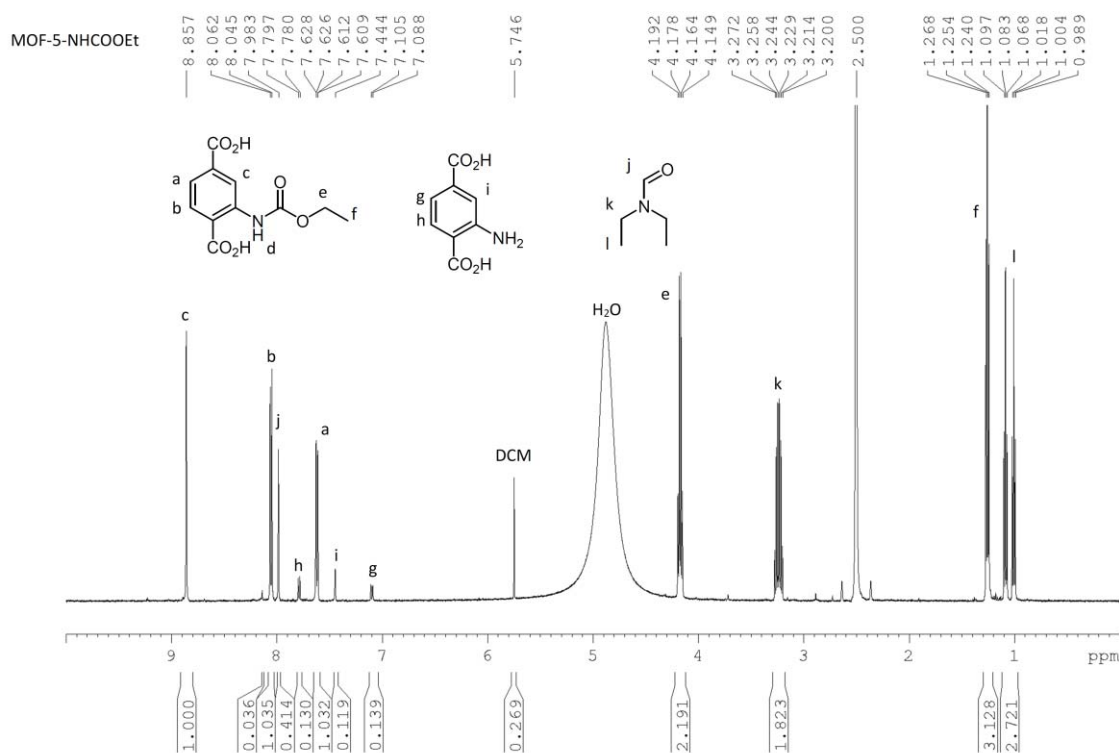 MOF-5-NHCOOEt
8.857
8.062
8.045
7.983
7.797
7.780
7.628
7.626
7.612
7.609
7.444
7.105
7.088
5.746
4.192
4.178
4.164
4.149
3.272
3.258
3.244
3.229
3.214
3.200
2.500
1.268
1.254
1.240
1.097
1.083
1.068
1.018
1.004
0.989
CO₂H
a
c
b
O
e
N
H
d
O
f
CO₂H
CO₂H
g
i
h
NH₂
CO₂H
j
O
k
N
l
f
l
e
H₂O
c
b
j
a
k
DCM
h
i
g
9
8
7
6
5
4
3
2
1
ppm
1.000
0.036
1.035
0.414
0.130
1.032
0.119
0.139
0.269
2.191
1.823
3.128
2.721